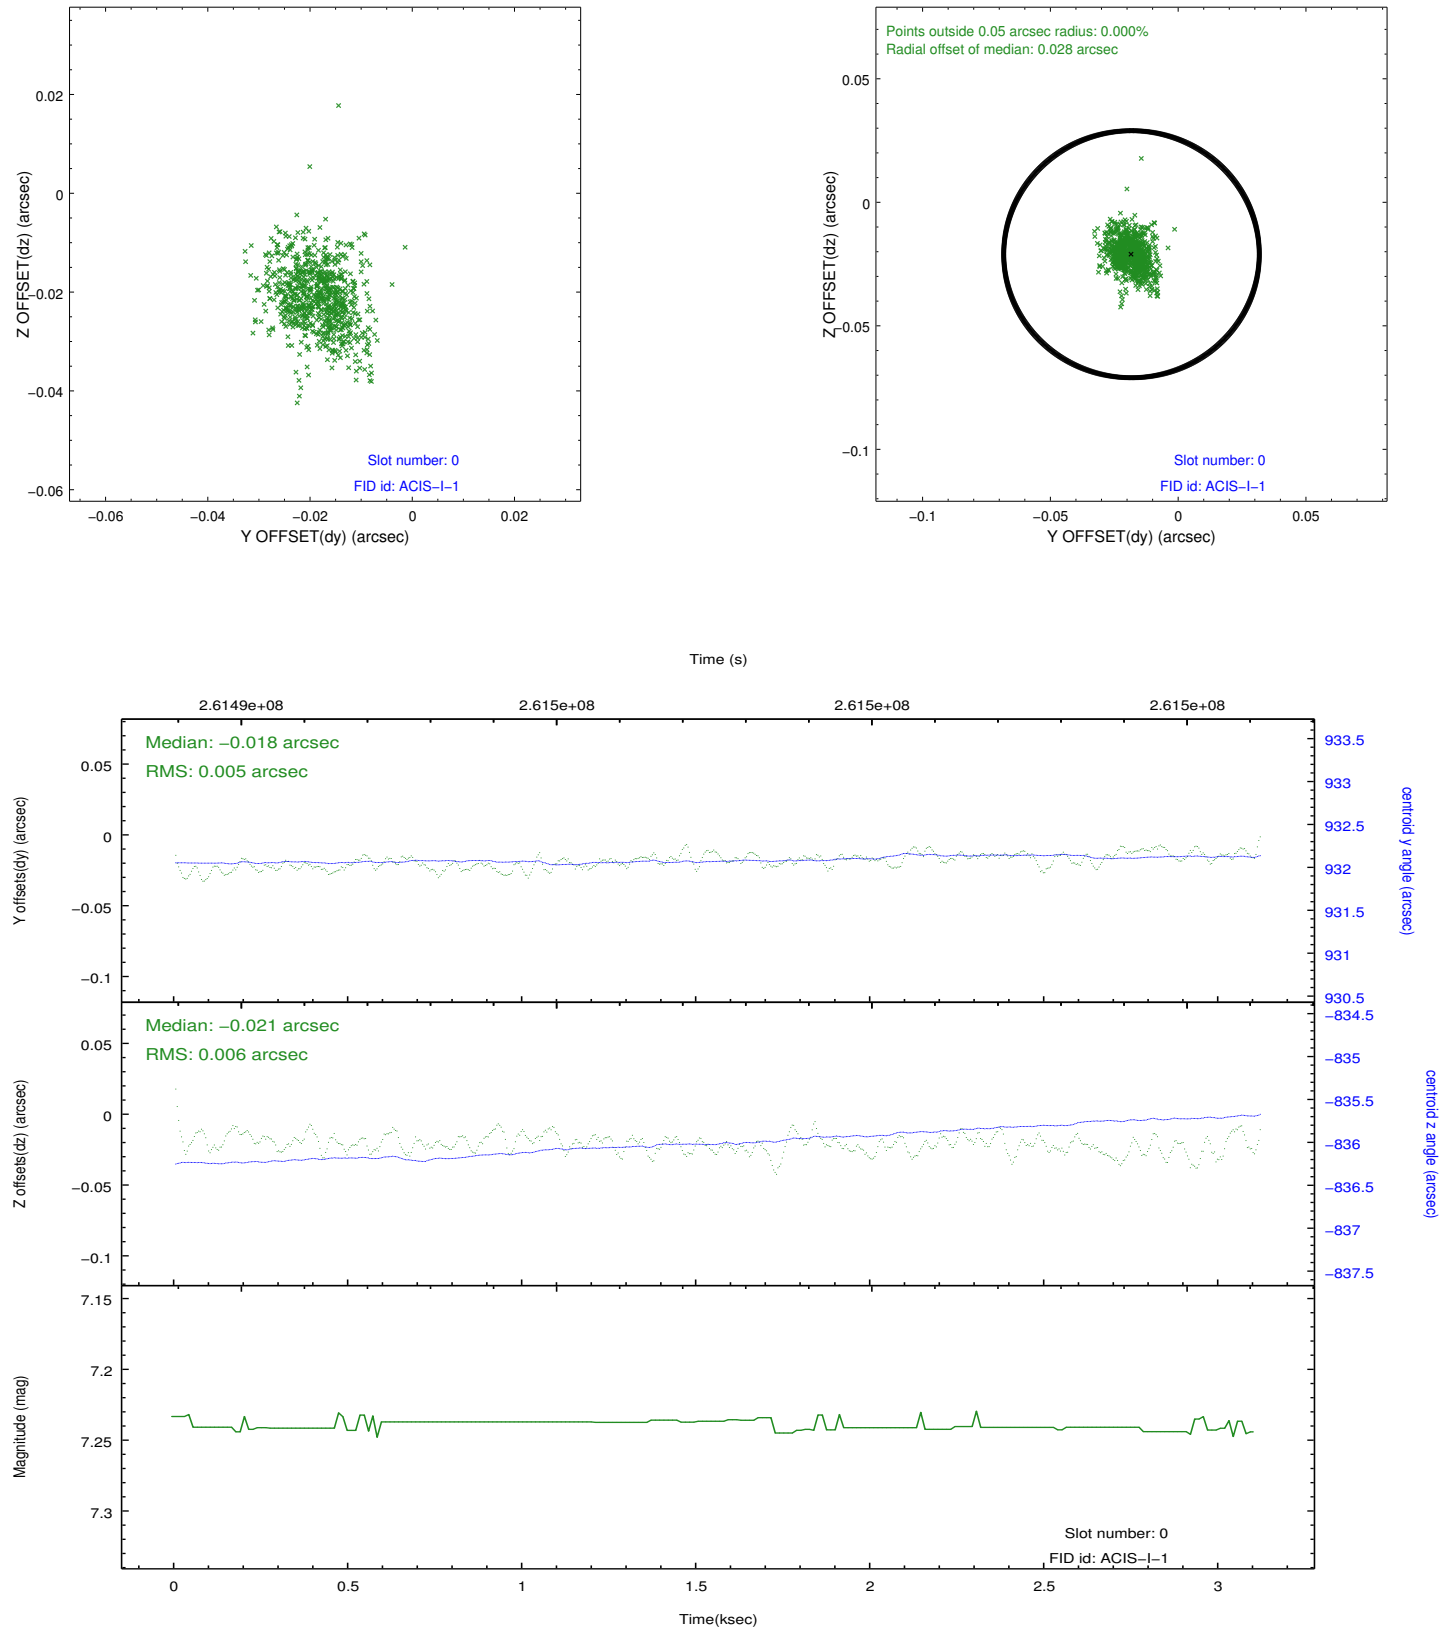 0.02
0
−0.02
−0.04
−0.06
Z OFFSET(dz) (arcsec)
Slot number: 0
FID id: ACIS−I−1
−0.06
−0.04
−0.02
0
0.02
Y OFFSET(dy) (arcsec)
Points outside 0.05 arcsec radius: 0.000%
Radial offset of median: 0.028 arcsec
0.05
0
−0.05
−0.1
Z OFFSET(dz) (arcsec)
Slot number: 0
FID id: ACIS−I−1
−0.1
−0.05
0
0.05
Y OFFSET(dy) (arcsec)
Time (s)
2.6149e+08
2.615e+08
2.615e+08
2.615e+08
Median: −0.018 arcsec
RMS: 0.005 arcsec
0.05
0
−0.05
−0.1
Y offsets(dy) (arcsec)
933.5
933
932.5
932
931.5
931
930.5
centroid y angle (arcsec)
Median: −0.021 arcsec
RMS: 0.006 arcsec
0.05
0
−0.05
−0.1
Z offsets(dz) (arcsec)
−834.5
−835
−835.5
−836
−836.5
−837
−837.5
centroid z angle (arcsec)
7.15
7.2
7.25
7.3
Magnitude (mag)
Slot number: 0
FID id: ACIS−I−1
0
0.5
1
1.5
2
2.5
3
Time(ksec)